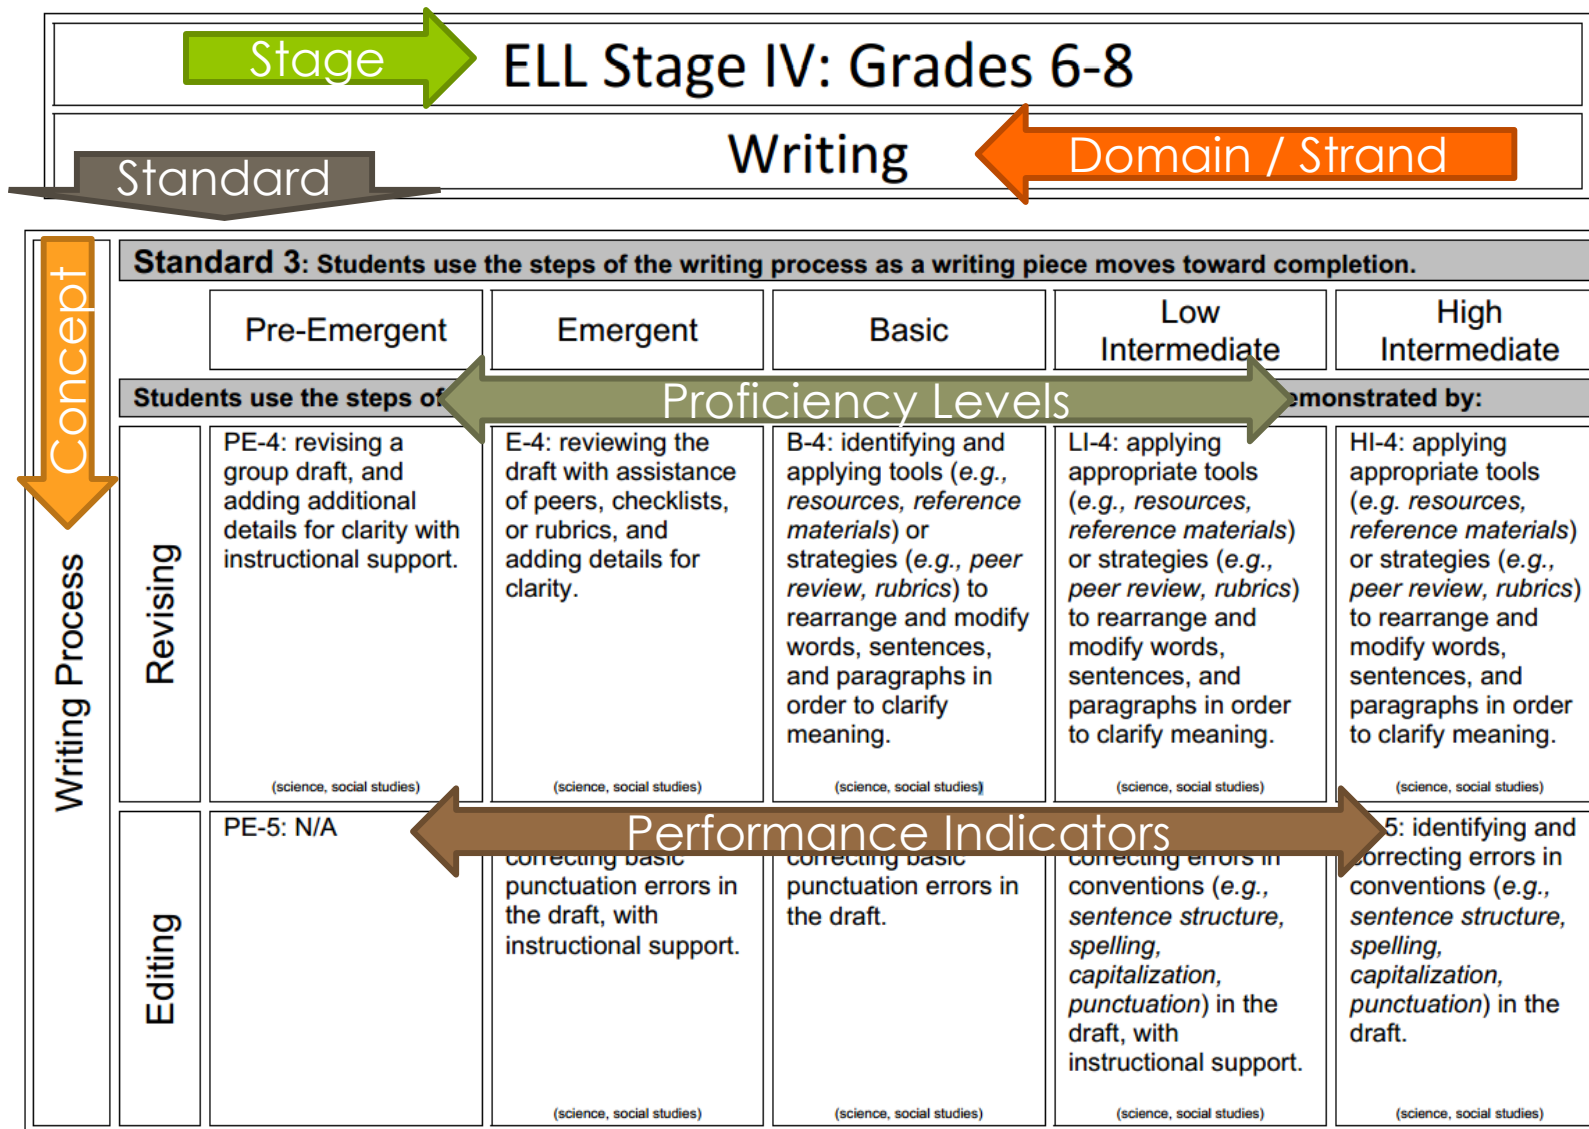 Stage
ELL Stage IV: Grades 6-8
Writing
Domain / Strand
Standard
Concept
Writing Process
Standard 3: Students use the steps of the writing process as a writing piece moves toward completion.
Pre-Emergent
Emergent
Basic
Low
Intermediate
High
Intermediate
Students use the steps of
Proficiency Levels
emonstrated by:
Revising
PE-4: revising a
group draft, and
adding additional
details for clarity with
instructional support.
(science, social studies)
E-4: reviewing the
draft with assistance
of peers, checklists,
or rubrics, and
adding details for
clarity.
(science, social studies)
B-4: identifying and
applying tools (e.g.,
resources, reference
materials) or
strategies (e.g., peer
review, rubrics) to
rearrange and modify
words, sentences,
and paragraphs in
order to clarify
meaning.
(science, social studies)
LI-4: applying
appropriate tools
(e.g., resources,
reference materials)
or strategies (e.g.,
peer review, rubrics)
to rearrange and
modify words,
sentences, and
paragraphs in order
to clarify meaning.
(science, social studies)
HI-4: applying
appropriate tools
(e.g. resources,
reference materials)
or strategies (e.g.,
peer review, rubrics)
to rearrange and
modify words,
sentences, and
paragraphs in order
to clarify meaning.
(science, social studies)
Performance Indicators
Editing
PE-5: N/A
correcting basic
punctuation errors in
the draft, with
instructional support.
(science, social studies)
correcting basic
punctuation errors in
the draft.
(science, social studies)
correcting errors in
conventions (e.g.,
sentence structure,
spelling,
capitalization,
punctuation) in the
draft, with
instructional support.
(science, social studies)
5: identifying and
correcting errors in
conventions (e.g.,
sentence structure,
spelling,
capitalization,
punctuation) in the
draft.
(science, social studies)